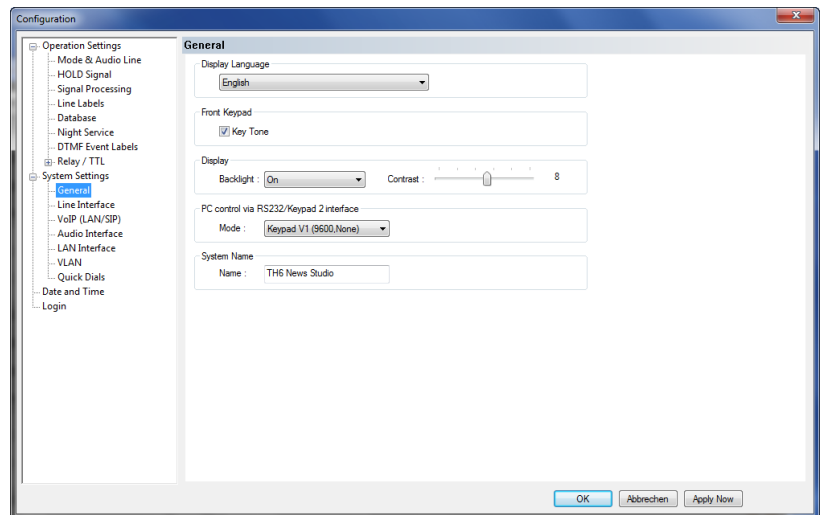 Configuration
Operation Settings
Mode & Audio Line
HOLD Signal
Signal Processing
Line Labels
Database
Night Service
DTMF Event Labels
Relay / TTL
System Settings
General
Line Interface
VoIP (LAN/SIP)
Audio Interface
LAN Interface
VLAN
Quick Dials
Date and Time
Login
General
Display Language
English
Front Keypad
Key Tone
Display
Backlight : On Contrast : 8
PC control via RS232/Keypad 2 interface
Mode : Keypad V1 (9600,None)
System Name
Name : TH6 News Studio
OK Abbrechen Apply Now